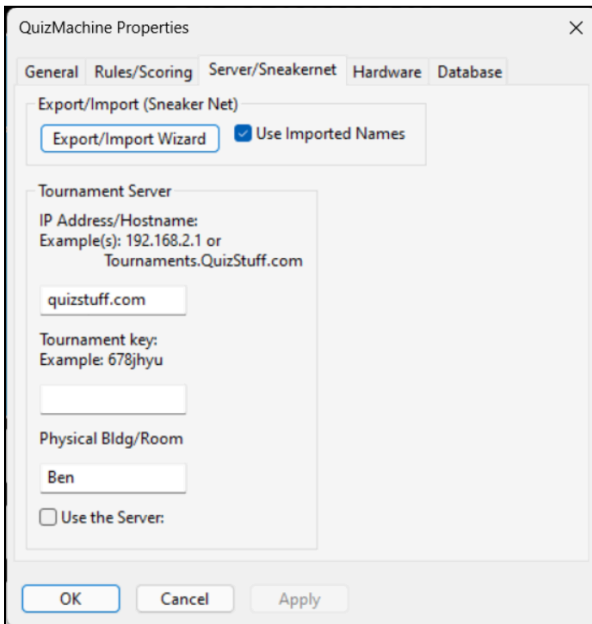 QuizMachine Properties
General Rules/Scoring Server/Sneakernet Hardware Database
Export/Import (Sneaker Net)
Export/Import Wizard Use Imported Names
Tournament Server
IP Address/Hostname:
Example(s): 192.168.2.1 or
Tournaments.QuizStuff.com
quizstuff.com
Tournament key:
Example: 678jhyu
Physical Bldg/Room
Ben
Use the Server:
OK Cancel Apply